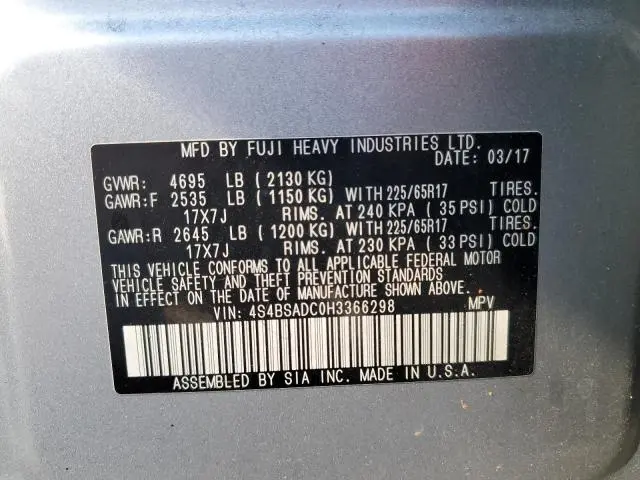 MFD BY FUJI HEAVY INDUSTRIES LTD.
DATE: 03/17
GVWR: 4695 LB ( 2130 KG)
GAWR:F 2535 LB ( 1150 KG) WITH 225/65R17 TIRES.
17X7J RIMS. AT 240 KPA ( 35 PSI) COLD
GAWR:R 2645 LB ( 1200 KG) WITH 225/65R17 TIRES.
17X7J RIMS. AT 230 KPA ( 33 PSI) COLD
THIS VEHICLE CONFORMS TO ALL APPLICABLE FEDERAL MOTOR
VEHICLE SAFETY AND THEFT PREVENTION STANDARDS
IN EFFECT ON THE DATE OF MANUFACTURE SHOWN ABOVE.
VIN: 4S4BSADC0H3366298 MPV
ASSEMBLED BY SIA INC. MADE IN U.S.A.